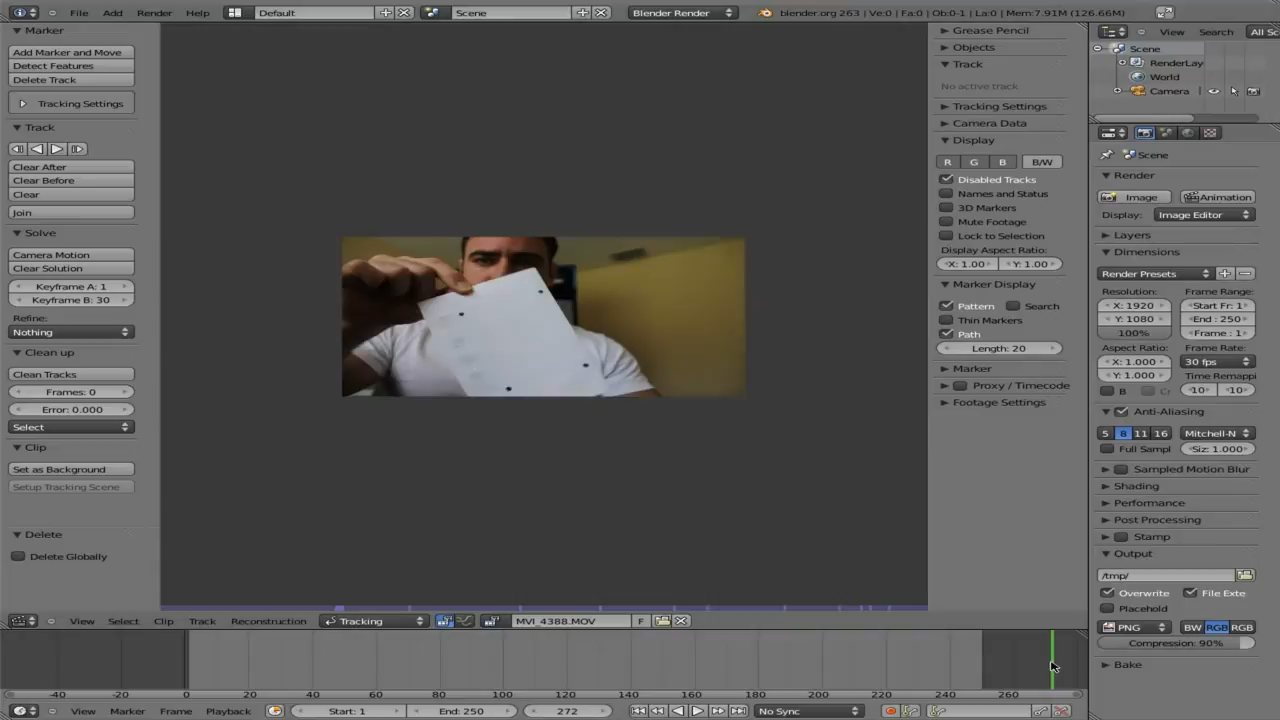 File Add Render Help Default Scene Blender Render blender.org 263 | Ve:0 | Fa:0 | Ob:0-1 | La:0 | Mem:7.91M (126.66M)
Marker
Add Marker and Move
Detect Features
Delete Track
Tracking Settings
Track
Clear After
Clear Before
Clear
Join
Solve
Camera Motion
Clear Solution
Keyframe A: 1
Keyframe B: 30
Refine:
Nothing
Clean up
Clean Tracks
Frames: 0
Error: 0.000
Select
Clip
Set as Background
Setup Tracking Scene
Delete
Delete Globally
Grease Pencil
Objects
Track
No active track
Tracking Settings
Camera Data
Display
R G B B/W
Disabled Tracks
Names and Status
3D Markers
Mute Footage
Lock to Selection
Display Aspect Ratio:
X: 1.00 Y: 1.00
Marker Display
Pattern Search
Thin Markers
Path
Length: 20
Marker
Proxy / Timecode
Footage Settings
View Search All Sc
Scene
RenderLay
World
Camera
Scene
Render
Image Animation
Display: Image Editor
Layers
Dimensions
Render Presets
Resolution: Frame Range:
X: 1920 Start Fr: 1
Y: 1080 End : 250
100% Frame : 1
Aspect Ratio: Frame Rate:
X: 1.000 30 fps
Y: 1.000 Time Remappi
B Cr 10 10
Anti-Aliasing
5 8 11 16 Mitchell-N
Full Sampl Siz: 1.000
Sampled Motion Blur
Shading
Performance
Post Processing
Stamp
Output
/tmp/
Overwrite File Exte
Placehold
PNG BW RGB RGB
Compression: 90%
Bake
View Select Clip Track Reconstruction Tracking MVI_4388.MOV F
-40 -20 0 20 40 60 80 100 120 140 160 180 200 220 240 260
View Marker Frame Playback Start: 1 End: 250 272 No Sync